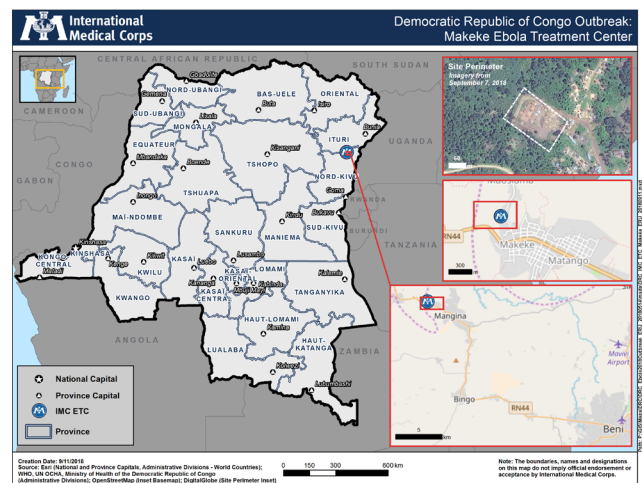 International
Medical Corps
Democratic Republic of Congo Outbreak:
Makeke Ebola Treatment Center
CENTRAL AFRICAN REPUBLIC
SOUTH SUDAN
CAMEROON
UGANDA
CONGO
GABON
RWANDA
BURUNDI
TANZANIA
ANGOLA
ZAMBIA
Gbadolite
NORD-UBANGI
BAS-UELE
ORIENTAL
Gemena
Buta
Isiro
SUD-UBANGI
Lisala
MONGALA
Bunia
ITURI
EQUATEUR
Kisangani
Mbandaka
TSHOPO
Boende
NORD-KIVU
TSHUAPA
Goma
Inongo
Bukavu
MAI-NDOMBE
Kindu
SUD-KIVU
SANKURU
MANIEMA
Kinshasa
KINSHASA
KONGO
CENTRAL
Matadi
Kenge
Kikwit
KWILU
KASAI
Luebo
Lusambo
KASAI
ORIENTAL
LOMAMI
Kananga
Kabinda
KASAI
CENTRAL
Kalemie
TANGANYIKA
KWANGO
HAUT-LOMAMI
Kamina
LUALABA
HAUT-
KATANGA
Kolwezi
Lubumbashi
Site Perimeter
Imagery from
September 7, 2018
RN44
Makeke
Matango
300
Mangina
Mavivi
Airport
Bingo
RN44
Beni
5
km
National Capital
Province Capital
IMC ETC
Province
Creation Date: 9/11/2018
Source: Esri (National and Province Capitals, Administrative Divisions - World Countries);
WHO, UN OCHA, Ministry of Health of the Democratic Republic of Congo
(Administrative Divisions); OpenStreetMap (Inset Basemap); DigitalGlobe (Site Perimeter Inset)
0 150 300 600 km
Note: The boundaries, names and designations
on this map do not imply official endorsement or
acceptance by International Medical Corps.